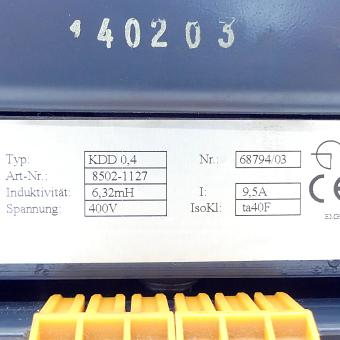 140203
Typ: KDD 0,4 Nr.: 68794/03
Art-Nr.: 8502-1127
Induktivität: 6,32mH I: 9,5A
Spannung: 400V IsoKl: ta40F
CE